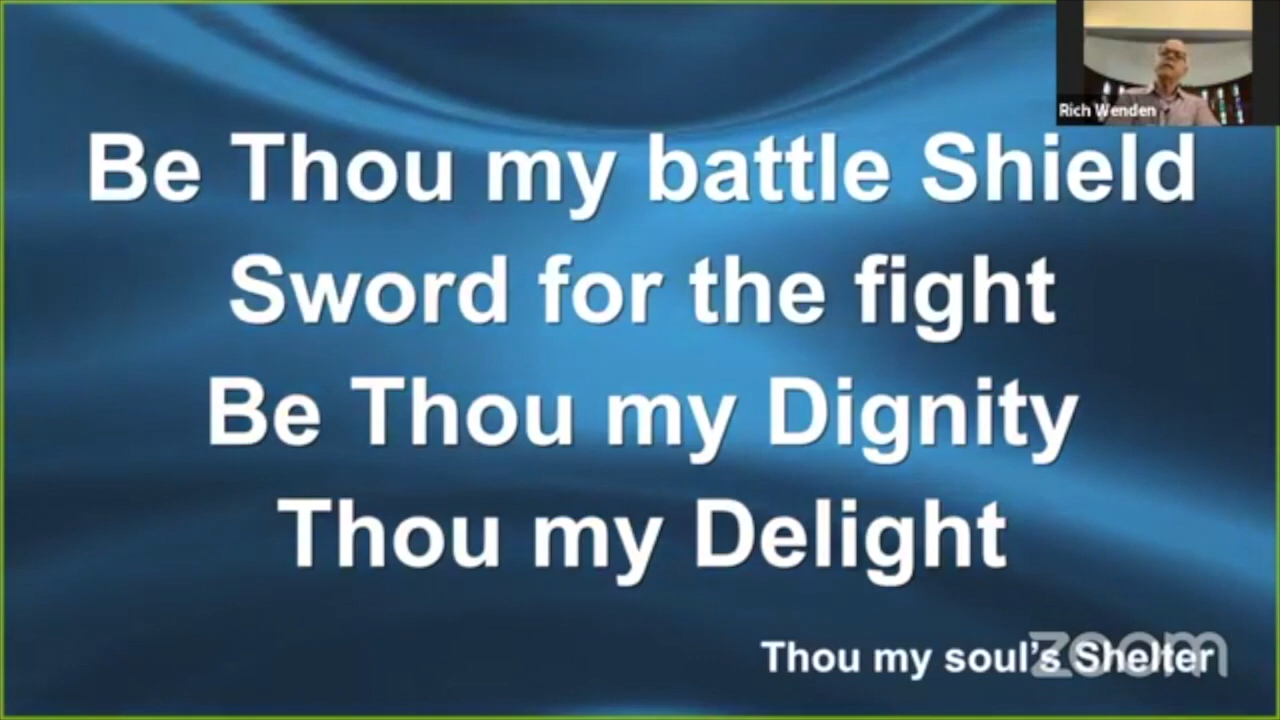 Rich Wenden
Be Thou my battle Shield
Sword for the fight
Be Thou my Dignity
Thou my Delight
Thou my soul's Shelter
zoom